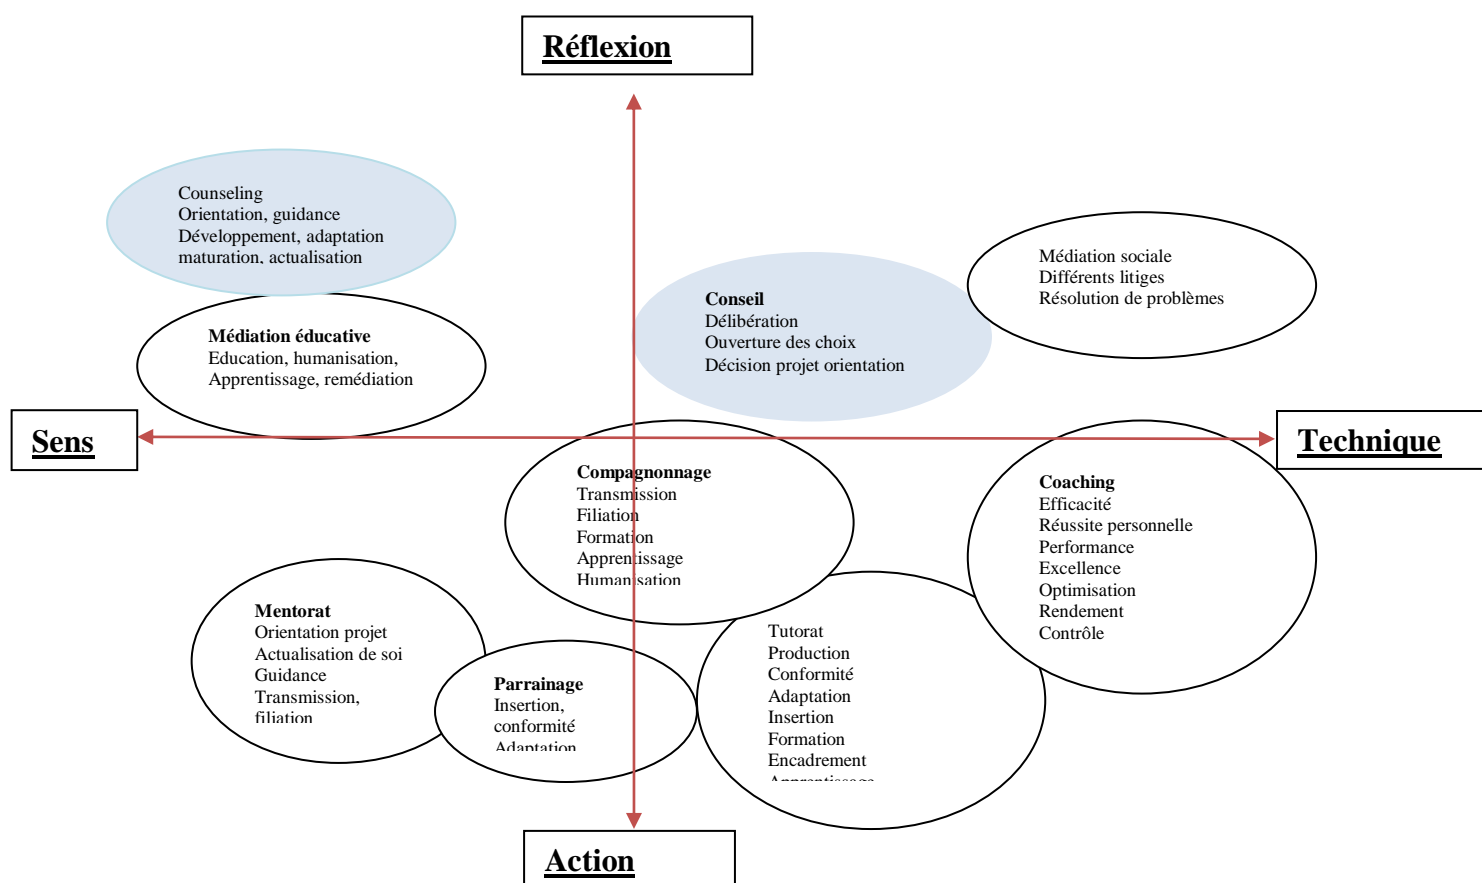 Réflexion
Counseling
Orientation, guidance
Développement, adaptation
maturation, actualisation
Médiation éducative
Education, humanisation,
Apprentissage, remédiation
Conseil
Délibération
Ouverture des choix
Décision projet orientation
Médiation sociale
Différents litiges
Résolution de problèmes
Sens
Technique
Compagnonnage
Transmission
Filiation
Formation
Apprentissage
Humanisation
Coaching
Efficacité
Réussite personnelle
Performance
Excellence
Optimisation
Rendement
Contrôle
Mentorat
Orientation projet
Actualisation de soi
Guidance
Transmission,
filiation
Parrainage
Insertion,
conformité
Adaptation
Tutorat
Production
Conformité
Adaptation
Insertion
Formation
Encadrement
Apprentissage
Action